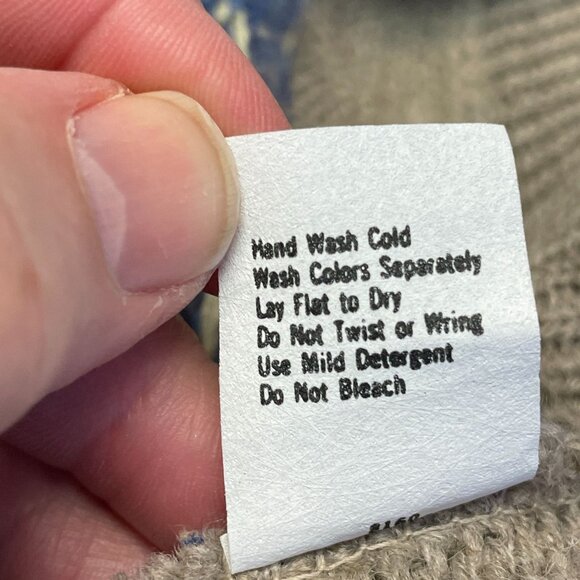 Hand Wash Cold
Wash Colors Separately
Lay Flat to Dry
Do Not Twist or Wring
Use Mild Detergent
Do Not Bleach